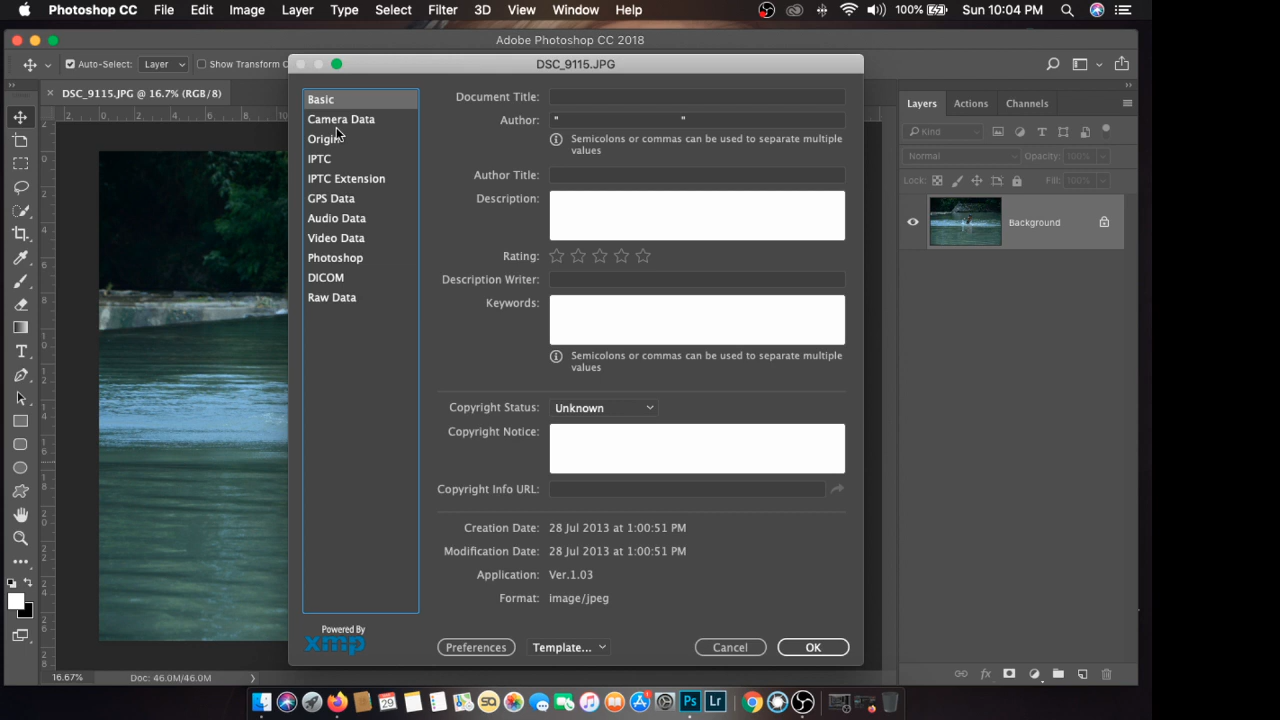 Photoshop CC File Edit Image Layer Type Select Filter 3D View Window Help 100% Sun 10:04 PM
Adobe Photoshop CC 2018
Auto-Select: Layer Show Transform C
DSC_9115.JPG
× DSC_9115.JPG @ 16.7% (RGB/8)
Basic
Camera Data
Origin
IPTC
IPTC Extension
GPS Data
Audio Data
Video Data
Photoshop
DICOM
Raw Data
Document Title:
Author: " "
Semicolons or commas can be used to separate multiple
values
Author Title:
Description:
Rating:
Description Writer:
Keywords:
Semicolons or commas can be used to separate multiple
values
Copyright Status: Unknown
Copyright Notice:
Copyright Info URL:
Creation Date: 28 Jul 2013 at 1:00:51 PM
Modification Date: 28 Jul 2013 at 1:00:51 PM
Application: Ver.1.03
Format: image/jpeg
Powered By
xmp
Preferences Template... Cancel OK
Layers Actions Channels
Kind
Normal Opacity: 100%
Lock: Fill: 100%
Background
16.67% Doc: 46.0M/46.0M
Ps Lr